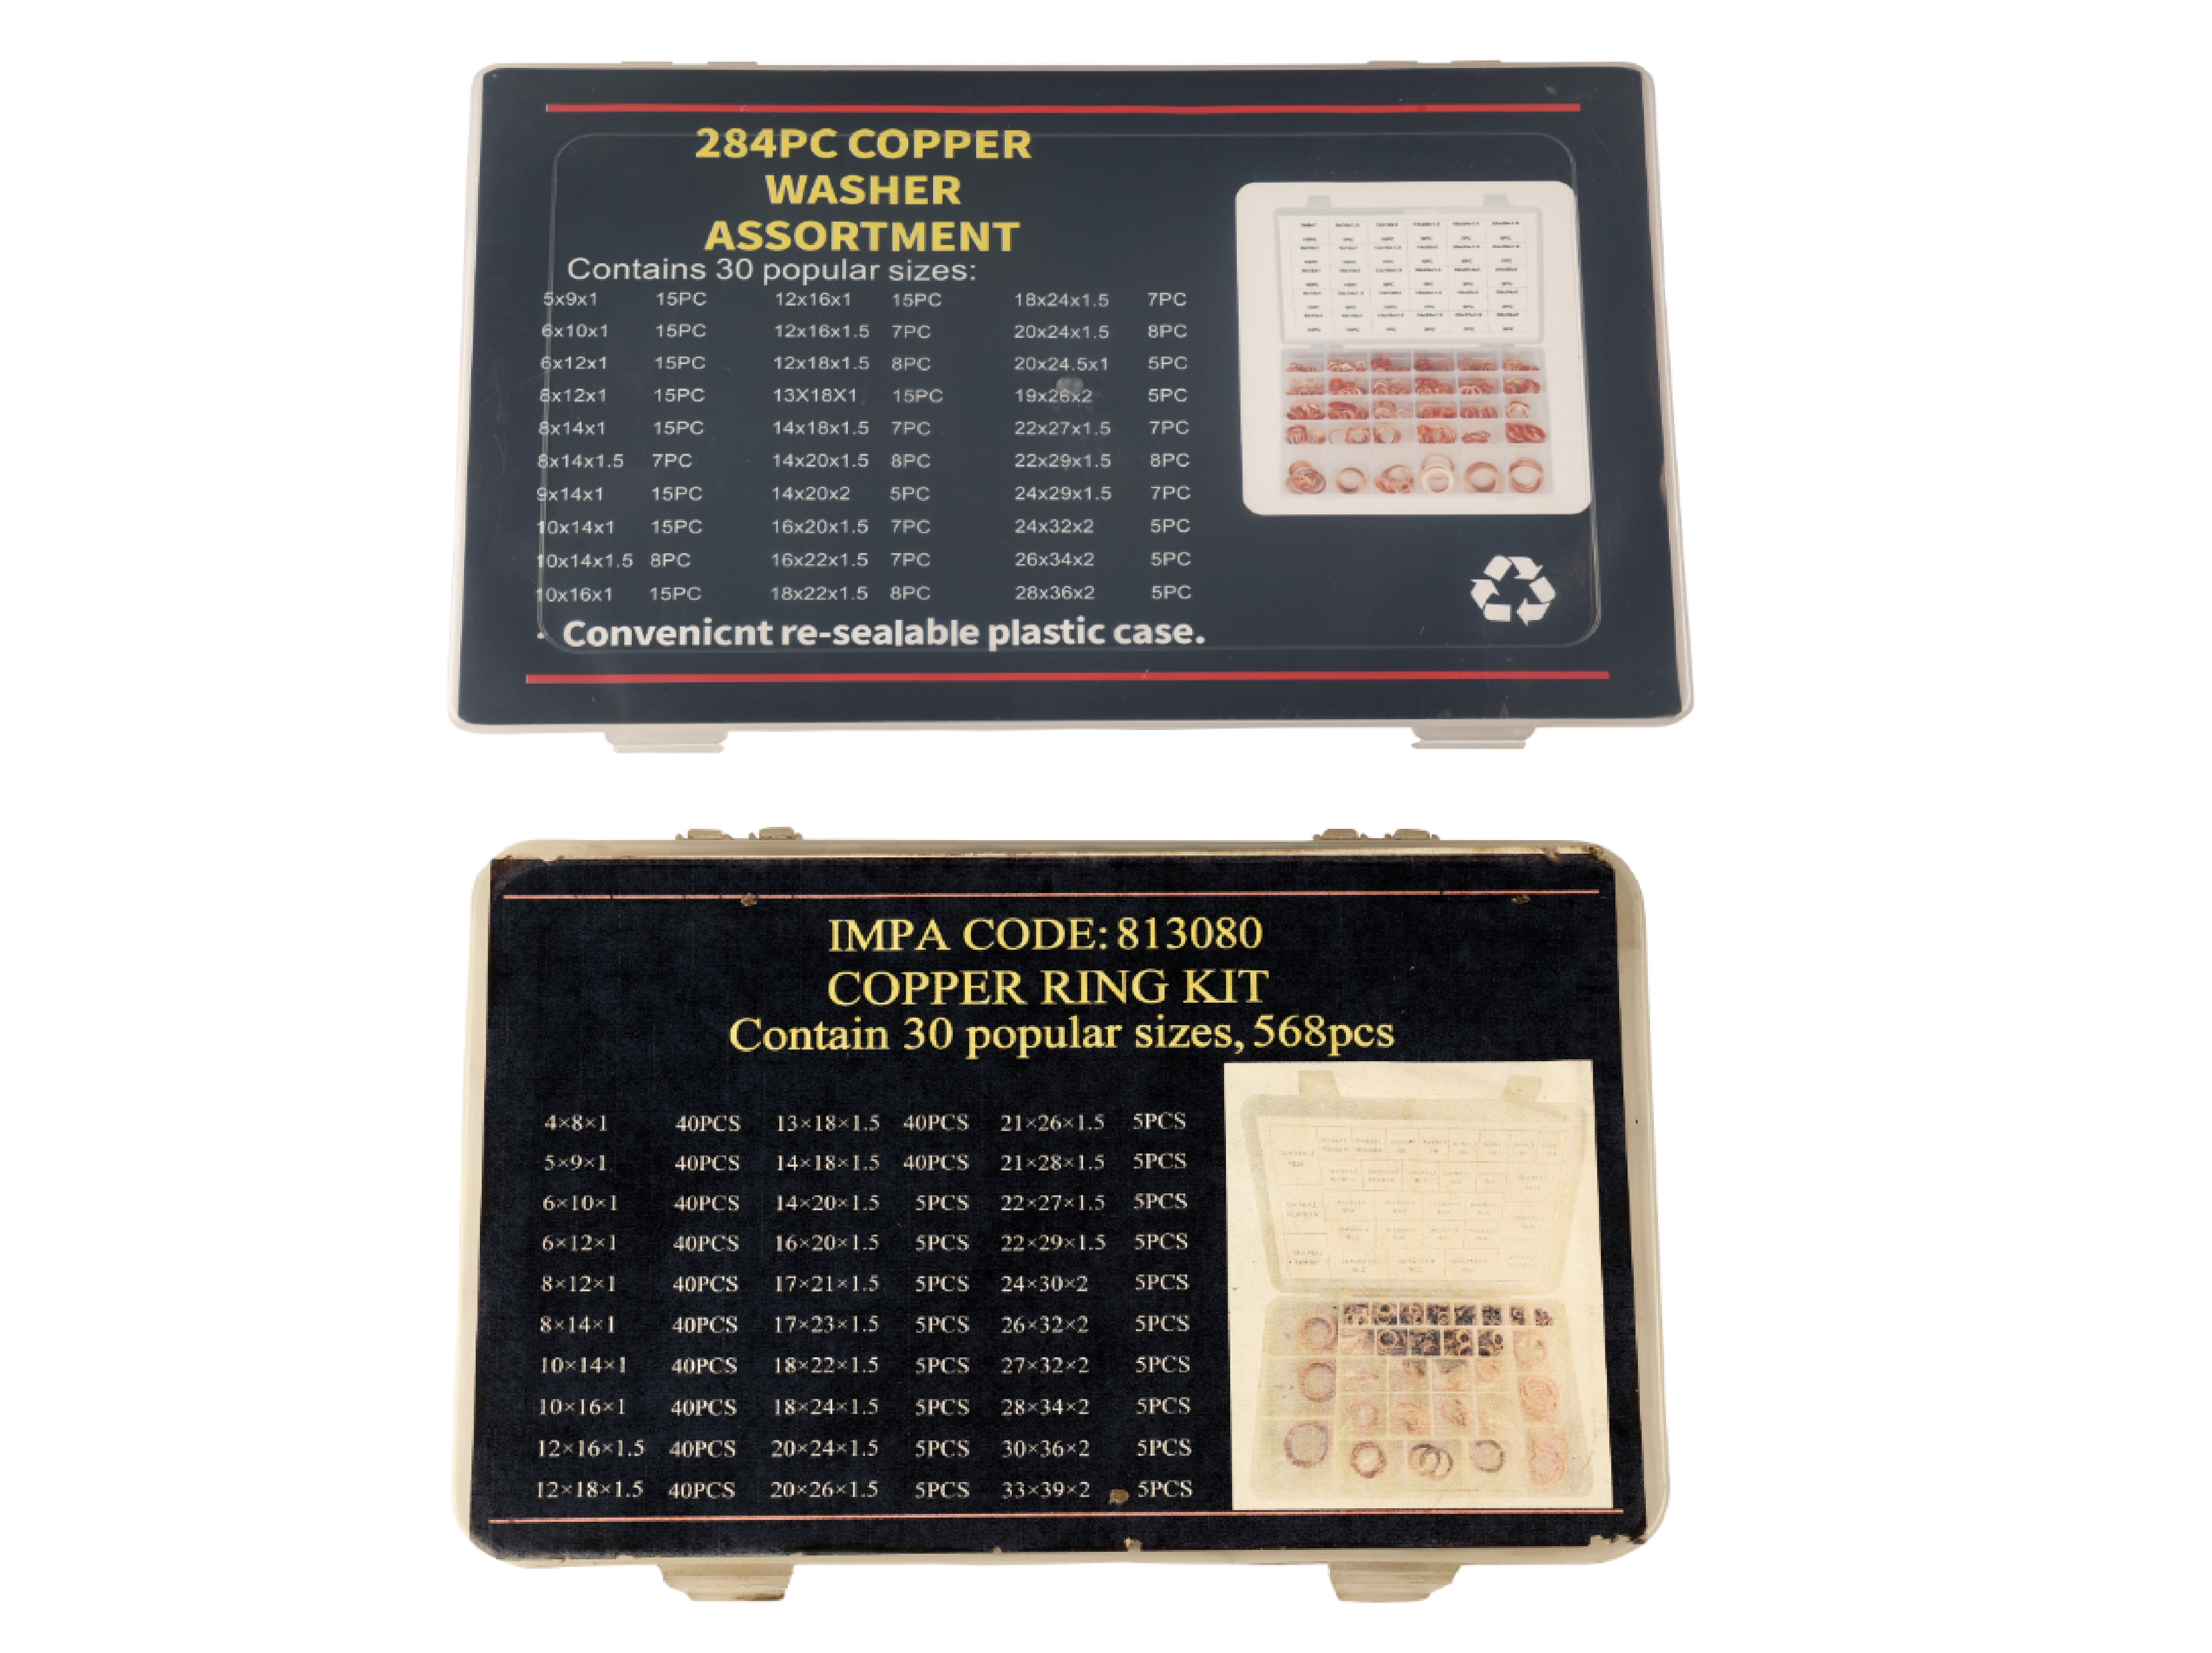 284PC COPPER
WASHER
ASSORTMENT
Contains 30 popular sizes:
5x9x1 15PC 12x16x1 15PC 18x24x1.5 7PC
6x10x1 15PC 12x16x1.5 7PC 20x24x1.5 8PC
6x12x1 15PC 12x18x1.5 8PC 20x24.5x1 5PC
8x12x1 15PC 13X18X1 15PC 19x26x2 5PC
8x14x1 15PC 14x18x1.5 7PC 22x27x1.5 7PC
8x14x1.5 7PC 14x20x1.5 8PC 22x29x1.5 8PC
9x14x1 15PC 14x20x2 5PC 24x29x1.5 7PC
10x14x1 15PC 16x20x1.5 7PC 24x32x2 5PC
10x14x1.5 8PC 16x22x1.5 7PC 26x34x2 5PC
10x16x1 15PC 18x22x1.5 8PC 28x36x2 5PC
· Convenicnt re-sealable plastic case.
IMPA CODE: 813080
COPPER RING KIT
Contain 30 popular sizes, 568pcs
4×8×1 40PCS 13×18×1.5 40PCS 21×26×1.5 5PCS
5×9×1 40PCS 14×18×1.5 40PCS 21×28×1.5 5PCS
6×10×1 40PCS 14×20×1.5 5PCS 22×27×1.5 5PCS
6×12×1 40PCS 16×20×1.5 5PCS 22×29×1.5 5PCS
8×12×1 40PCS 17×21×1.5 5PCS 24×30×2 5PCS
8×14×1 40PCS 17×23×1.5 5PCS 26×32×2 5PCS
10×14×1 40PCS 18×22×1.5 5PCS 27×32×2 5PCS
10×16×1 40PCS 18×24×1.5 5PCS 28×34×2 5PCS
12×16×1.5 40PCS 20×24×1.5 5PCS 30×36×2 5PCS
12×18×1.5 40PCS 20×26×1.5 5PCS 33×39×2 5PCS